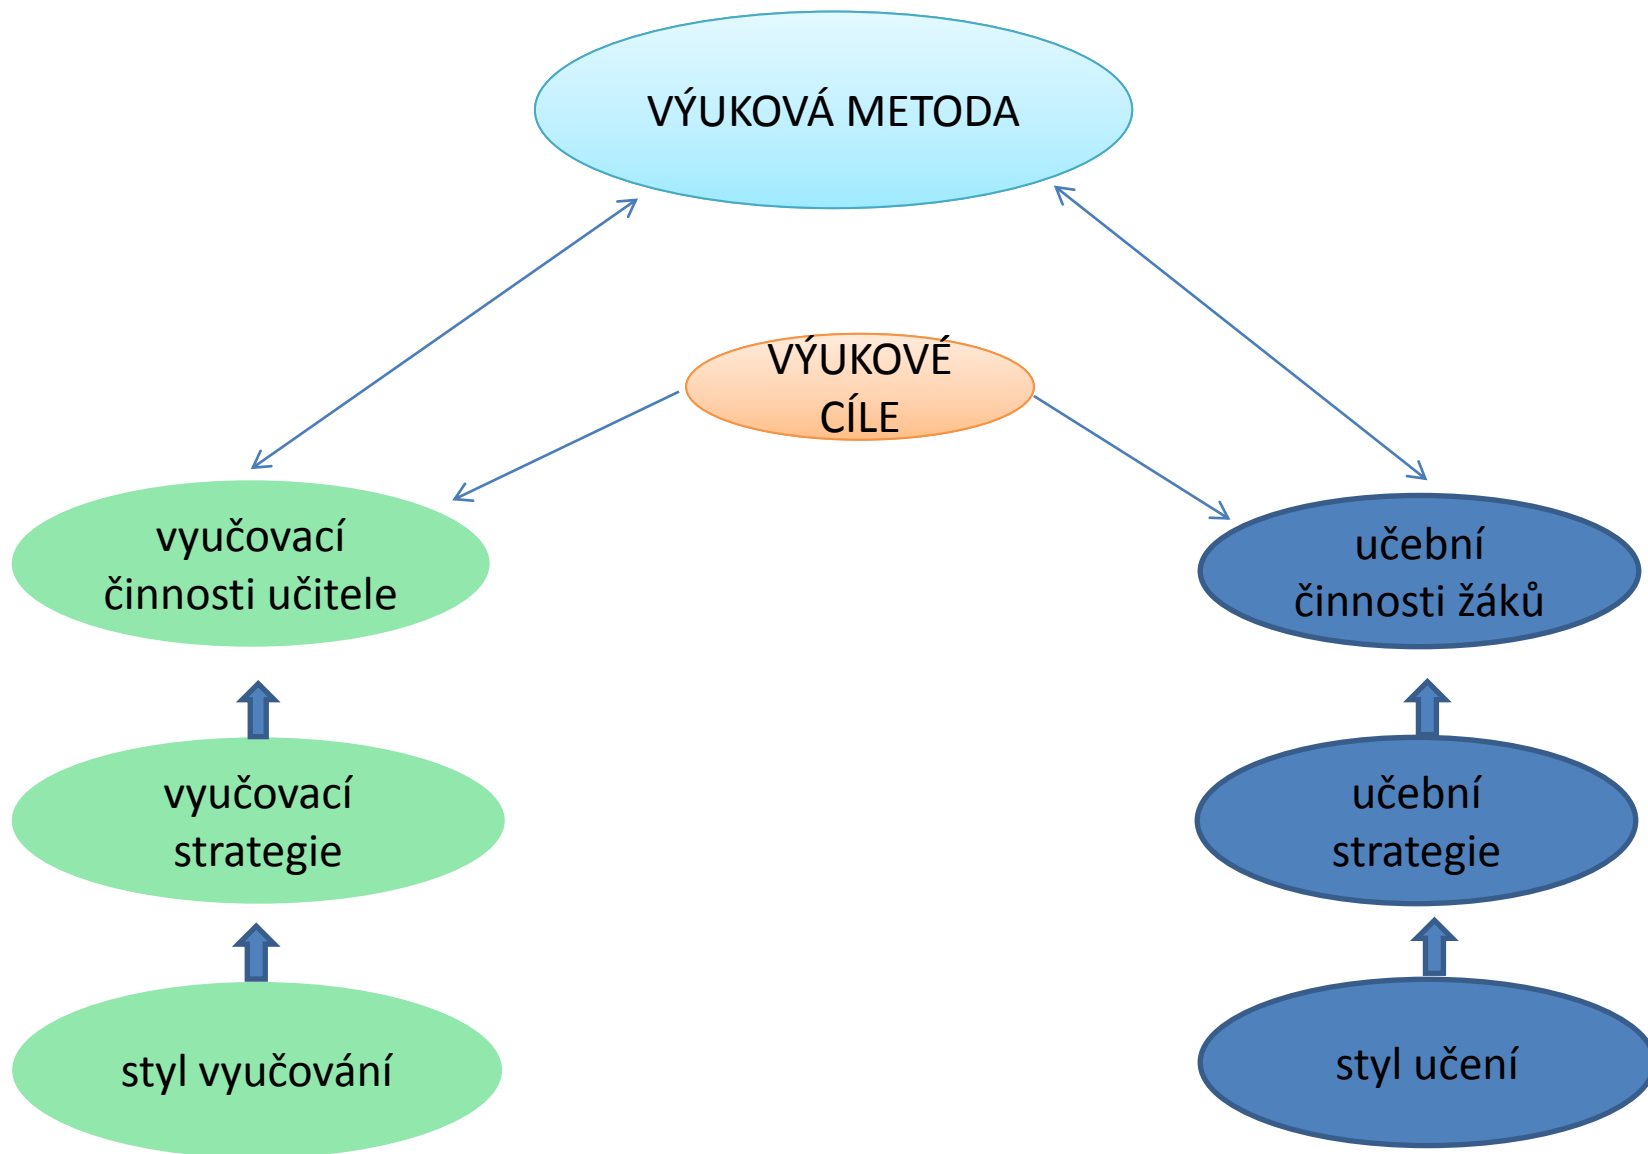 VÝUKOVÁ METODA
VÝUKOVÉ
CÍLE
vyučovací
činnosti učitele
učební
činnosti žáků
vyučovací
strategie
učební
strategie
styl vyučování
styl učení